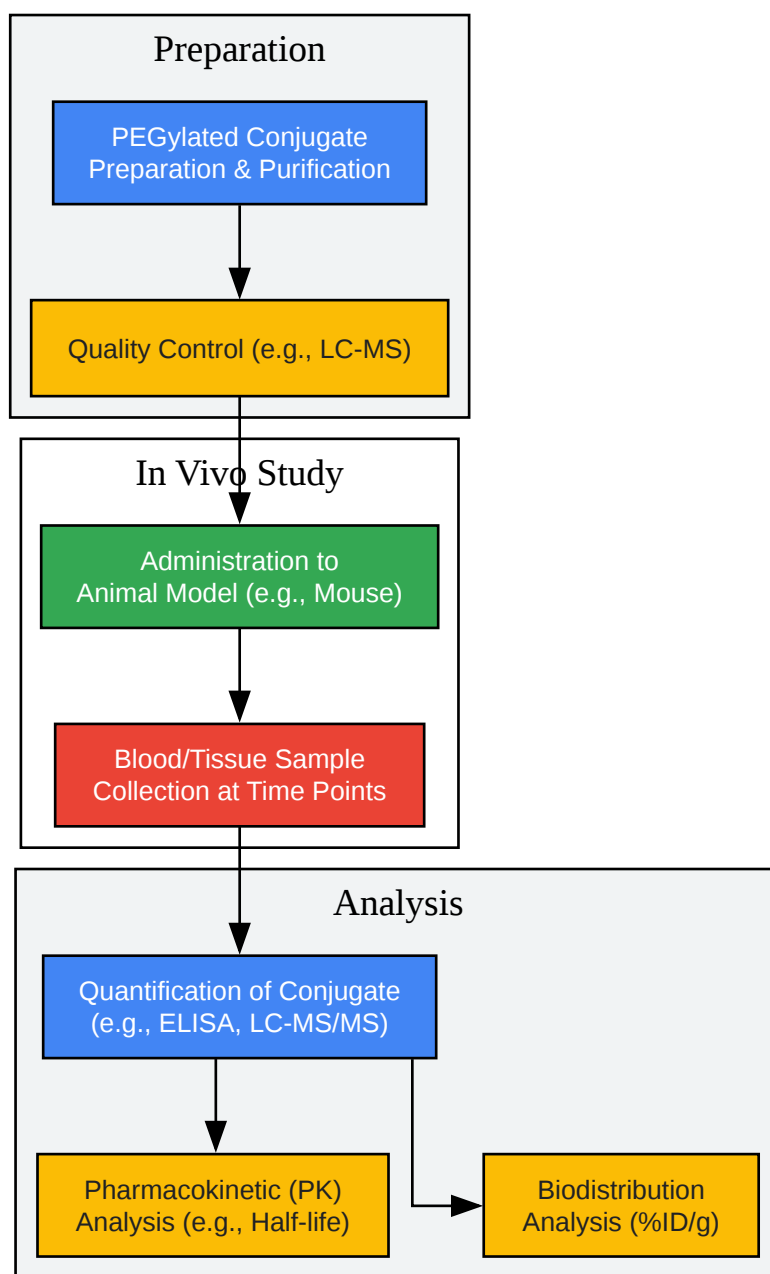 Preparation
PEGylated Conjugate
Preparation & Purification
Quality Control (e.g., LC-MS)
In Vivo Study
Administration to
Animal Model (e.g., Mouse)
Blood/Tissue Sample
Collection at Time Points
Analysis
Quantification of Conjugate
(e.g., ELISA, LC-MS/MS)
Pharmacokinetic (PK)
Analysis (e.g., Half-life)
Biodistribution
Analysis (%ID/g)